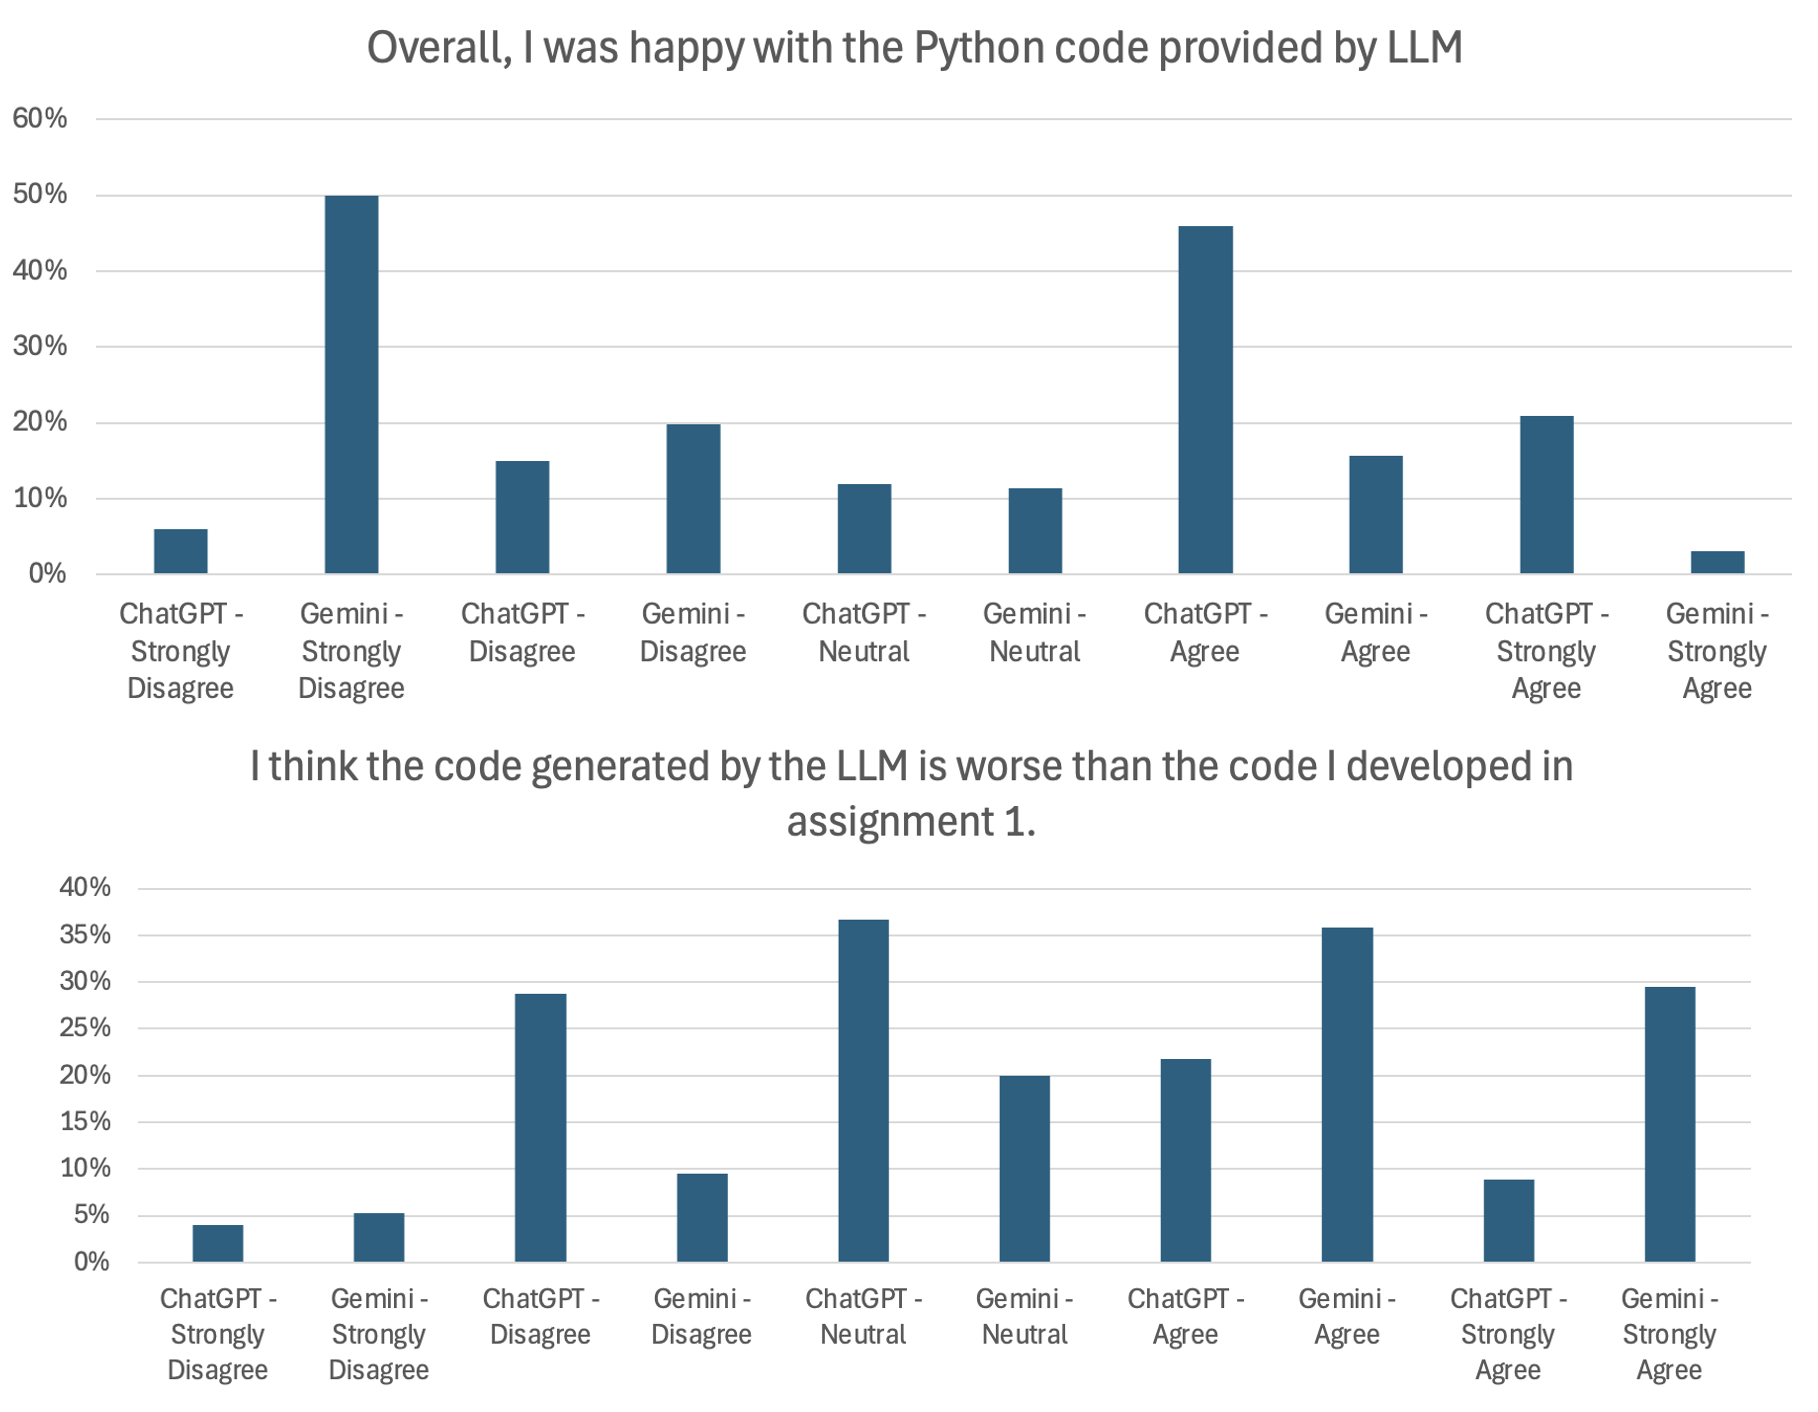 Overall, I was happy with the Python code provided by LLM
60%
50%
40%
30%
20%
10%
0%
ChatGPT - Strongly Disagree
Gemini - Strongly Disagree
ChatGPT - Disagree
Gemini - Disagree
ChatGPT - Neutral
Gemini - Neutral
ChatGPT - Agree
Gemini - Agree
ChatGPT - Strongly Agree
Gemini - Strongly Agree
I think the code generated by the LLM is worse than the code I developed in
assignment 1.
40%
35%
30%
25%
20%
15%
10%
5%
0%
ChatGPT - Strongly Disagree
Gemini - Strongly Disagree
ChatGPT - Disagree
Gemini - Disagree
ChatGPT - Neutral
Gemini - Neutral
ChatGPT - Agree
Gemini - Agree
ChatGPT - Strongly Agree
Gemini - Strongly Agree